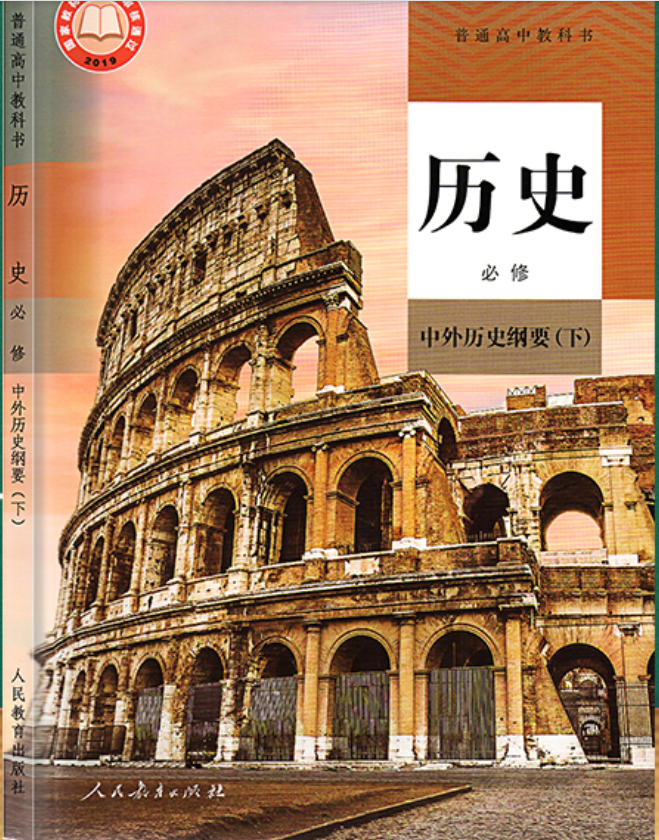 普通高中教科书
历史
必修
中外历史纲要(下)
人民教育出版社
2019
普通高中教科书
历史
必修
中外历史纲要(下)
人民教育出版社